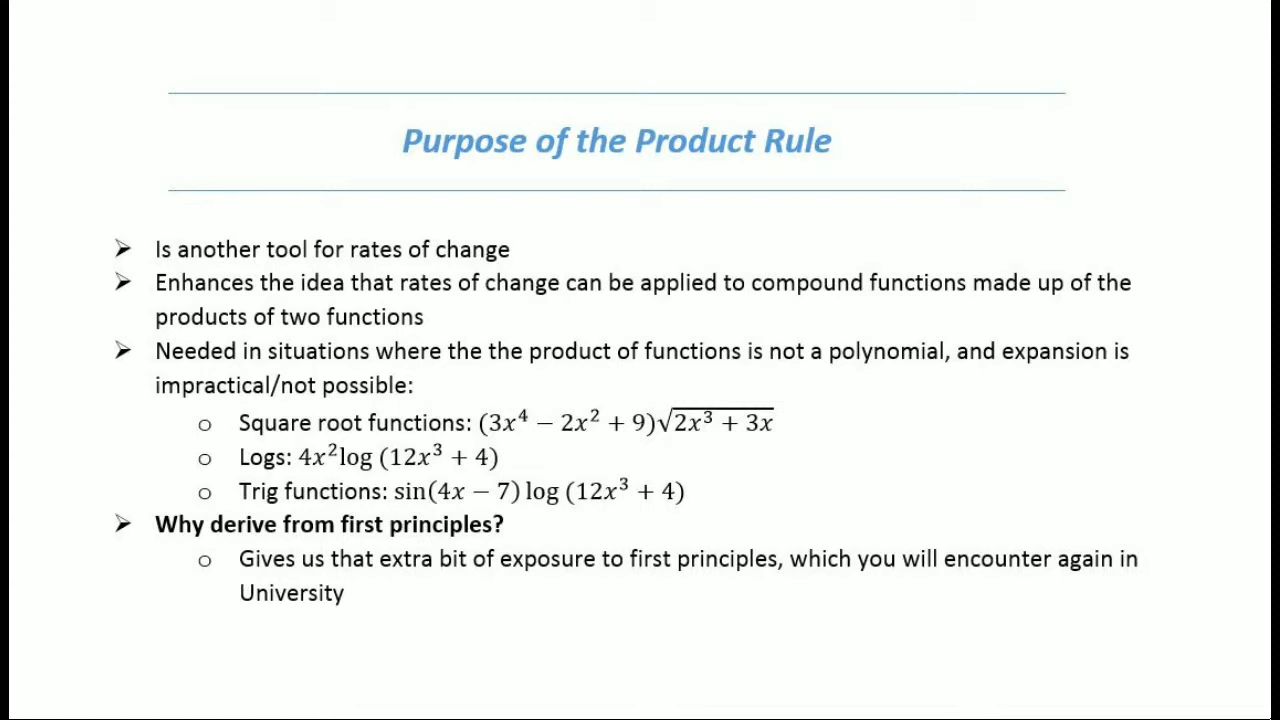 Purpose of the Product Rule
➢ Is another tool for rates of change
➢ Enhances the idea that rates of change can be applied to compound functions made up of the
products of two functions
➢ Needed in situations where the the product of functions is not a polynomial, and expansion is
impractical/not possible:
o Square root functions: (3x⁴ − 2x² + 9)√(2x³ + 3x)
o Logs: 4x²log (12x³ + 4)
o Trig functions: sin(4x − 7) log (12x³ + 4)
➢ Why derive from first principles?
o Gives us that extra bit of exposure to first principles, which you will encounter again in
University